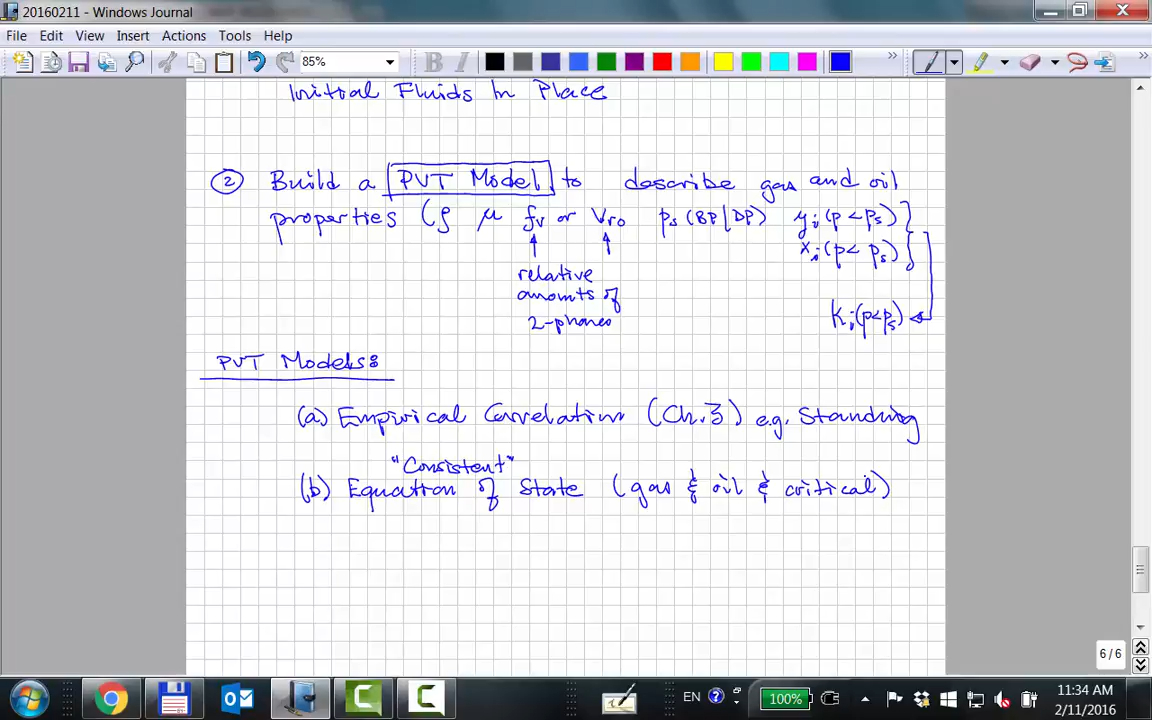 20160211 - Windows Journal
File Edit View Insert Actions Tools Help
85%
Initial Fluids In Place
② Build a PVT Model to describe gas and oil
properties (ρ μ fv or Vro ps(BP|DP) yi(p<ps)}
xi(p<ps)}
relative
amounts of
2-phases
Ki(p<ps)
PVT Models:
(a) Empirical Correlations (Ch.3) e.g. Standing
"Consistent"
(b) Equation of State (gas & oil & critical)
6/6
EN
100%
11:34 AM
2/11/2016